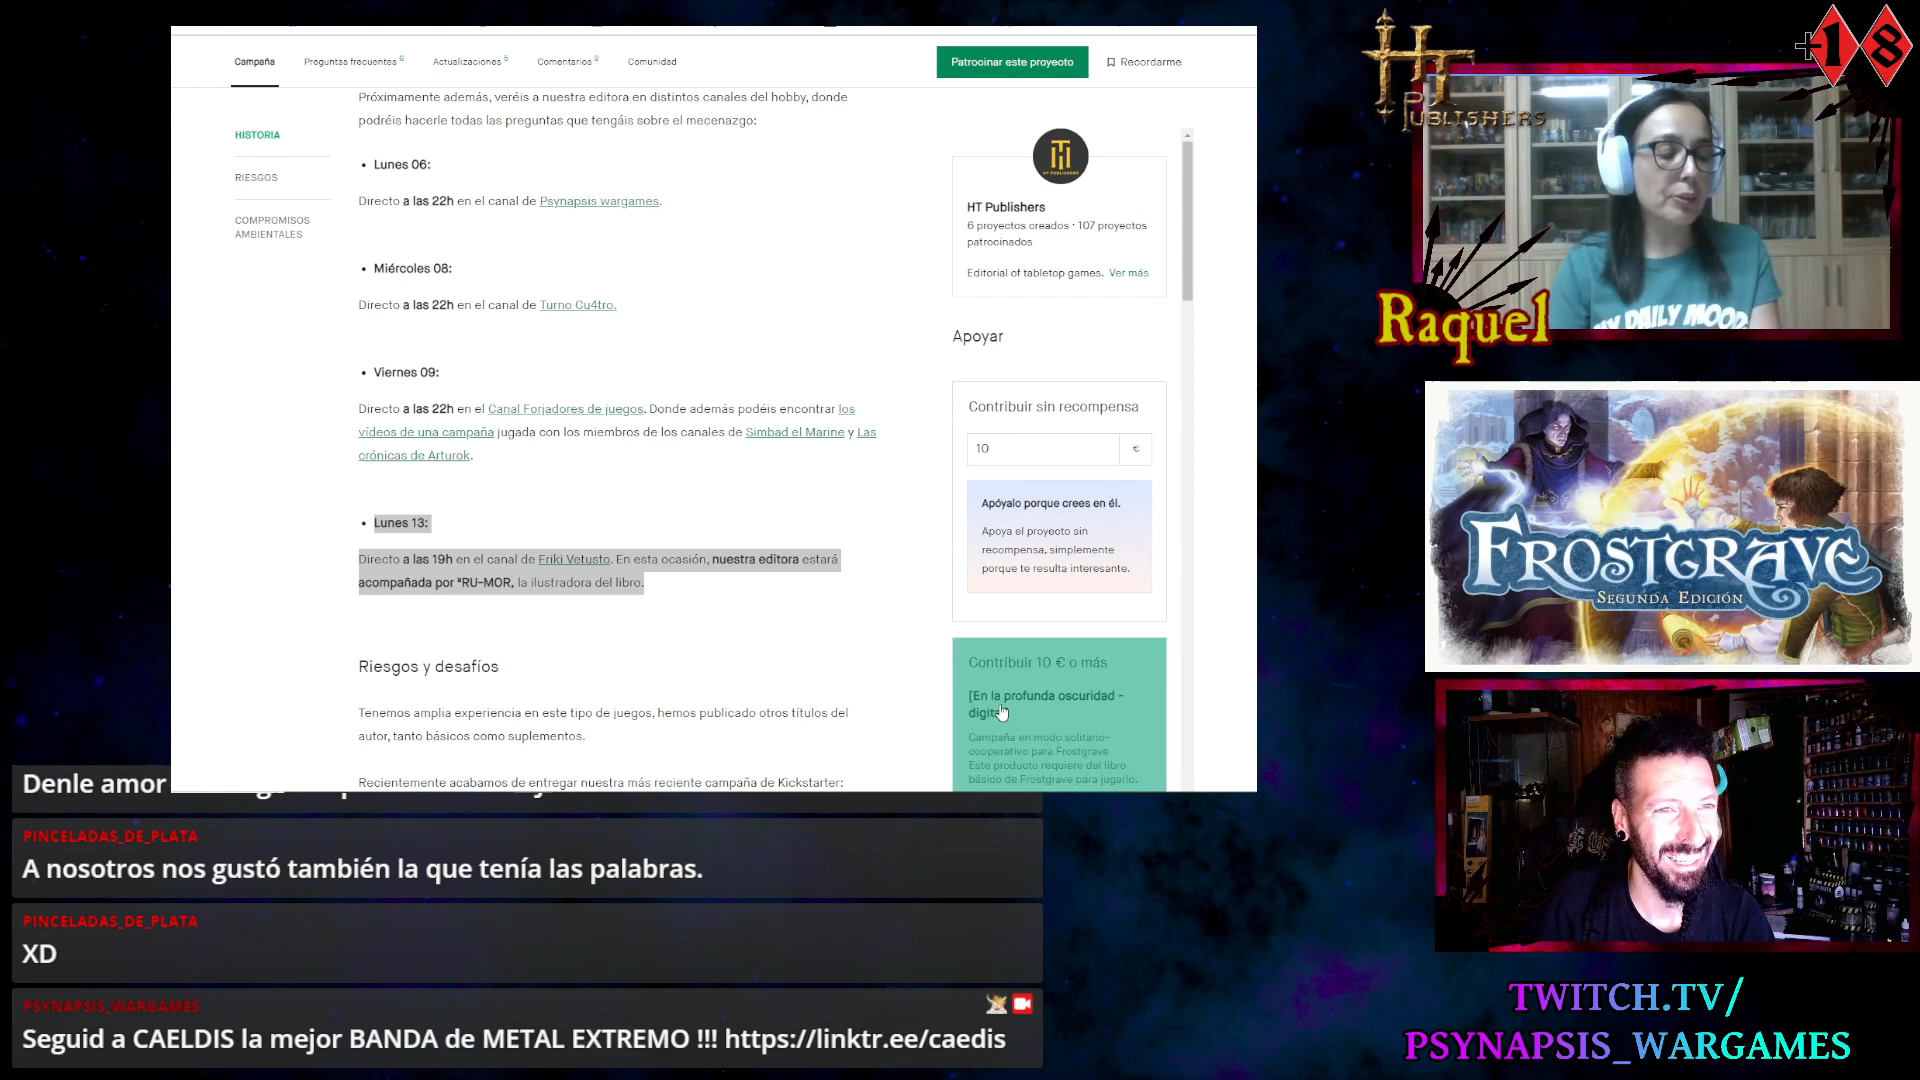 Campaña
Preguntas frecuentes 6
Actualizaciones 5
Comentarios 8
Comunidad
Patrocinar este proyecto
Recordarme
HISTORIA
RIESGOS
COMPROMISOS
AMBIENTALES
Próximamente además, veréis a nuestra editora en distintos canales del hobby, donde
podréis hacerle todas las preguntas que tengáis sobre el mecenazgo:
• Lunes 06:
Directo a las 22h en el canal de Psynapsis wargames.
• Miércoles 08:
Directo a las 22h en el canal de Turno Cu4tro.
• Viernes 09:
Directo a las 22h en el Canal Forjadores de juegos. Donde además podéis encontrar los
vídeos de una campaña jugada con los miembros de los canales de Simbad el Marine y Las
crónicas de Arturok.
• Lunes 13:
Directo a las 19h en el canal de Friki Vetusto. En esta ocasión, nuestra editora estará
acompañada por ªRU-MOR, la ilustradora del libro.
Riesgos y desafíos
Tenemos amplia experiencia en este tipo de juegos, hemos publicado otros títulos del
autor, tanto básicos como suplementos.
Recientemente acabamos de entregar nuestra más reciente campaña de Kickstarter:
HT PUBLISHERS
HT Publishers
6 proyectos creados · 107 proyectos
patrocinados
Editorial of tabletop games. Ver más
Apoyar
Contribuir sin recompensa
10 €
Apóyalo porque crees en él.
Apoya el proyecto sin
recompensa, simplemente
porque te resulta interesante.
Contribuir 10 € o más
[En la profunda oscuridad -
Campaña en modo solitario-
cooperativo para Frostgrave
Este producto requiere del libro
básico de Frostgrave para jugarlo.
HT
PUBLISHERS
+18
MY DAILY MOOD
Raquel
FROSTGRAVE
SEGUNDA EDICIÓN
TWITCH.TV/
PSYNAPSIS_WARGAMES
Denle amor
PINCELADAS_DE_PLATA
A nosotros nos gustó también la que tenía las palabras.
PINCELADAS_DE_PLATA
XD
PSYNAPSIS_WARGAMES
Seguid a CAELDIS la mejor BANDA de METAL EXTREMO !!! https://linktr.ee/caedis